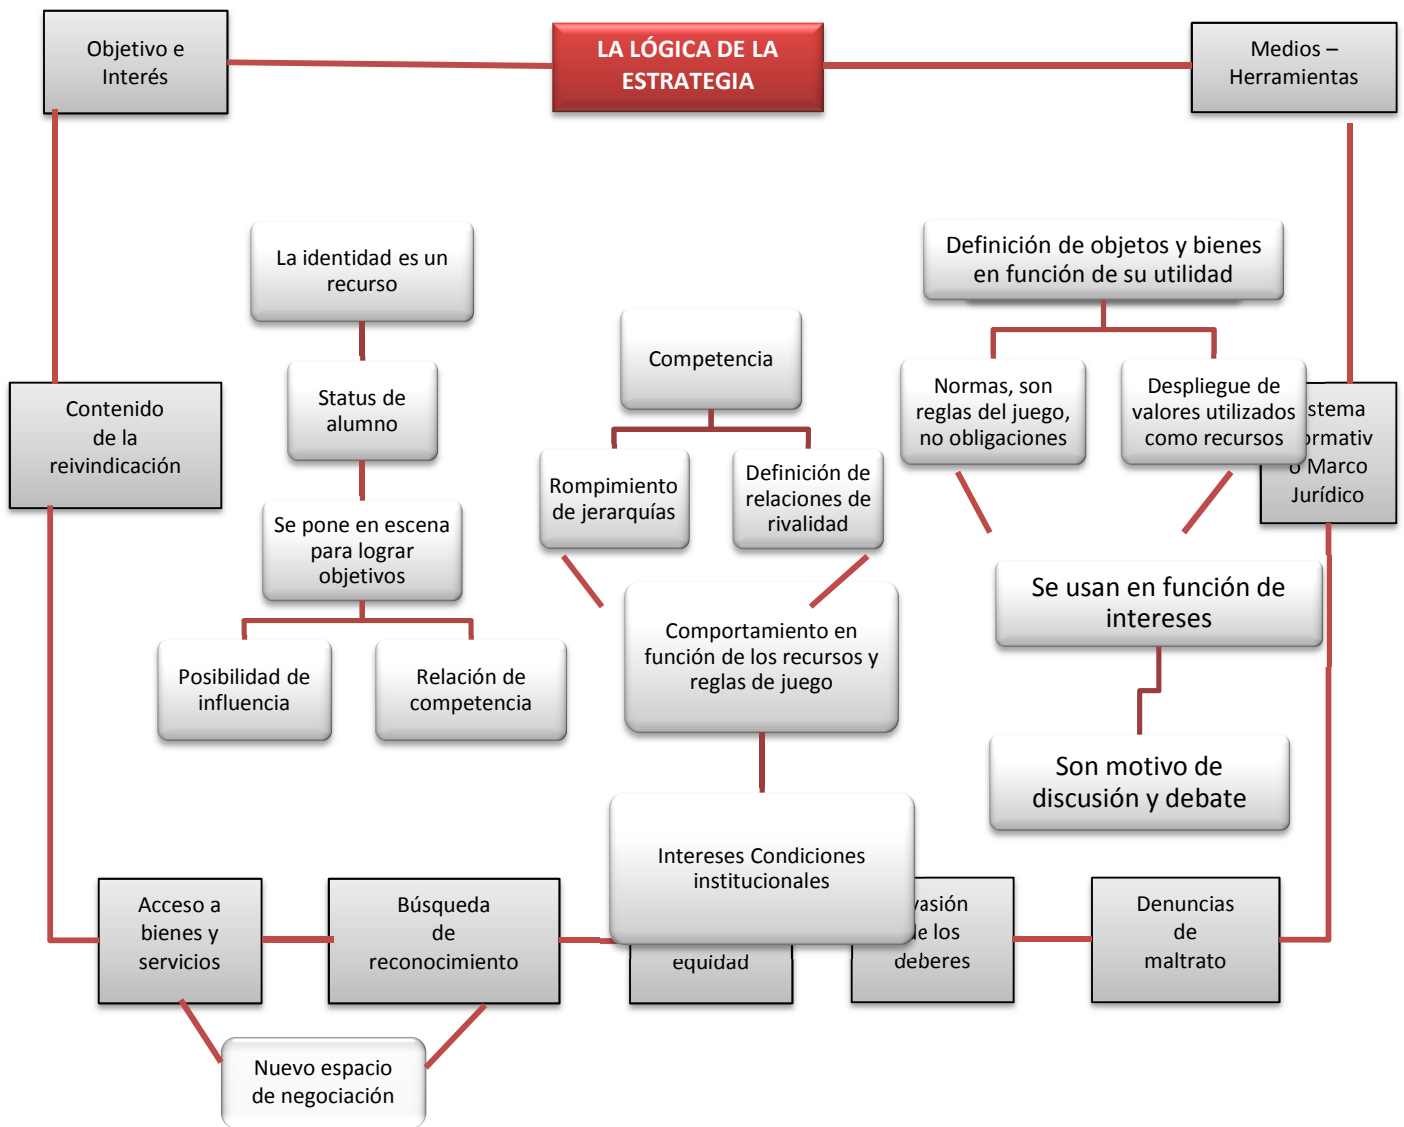 Objetivo e
Interés
LA LÓGICA DE LA
ESTRATEGIA
Medios –
Herramientas
La identidad es un
recurso
Definición de objetos y bienes
en función de su utilidad
Competencia
Status de
alumno
Normas, son
reglas del juego,
no obligaciones
Despliegue de
valores utilizados
como recursos
Contenido
de la
reivindicación
Marco
Jurídico
Rompimiento
de jerarquías
Definición de
relaciones de
rivalidad
Se pone en escena
para lograr
objetivos
Se usan en función de
intereses
Posibilidad de
influencia
Relación de
competencia
Comportamiento en
función de los recursos y
reglas de juego
Son motivo de
discusión y debate
Intereses Condiciones
institucionales
Acceso a
bienes y
servicios
Búsqueda
de
reconocimiento
equidad
de los
deberes
Denuncias
de
maltrato
Nuevo espacio
de negociación